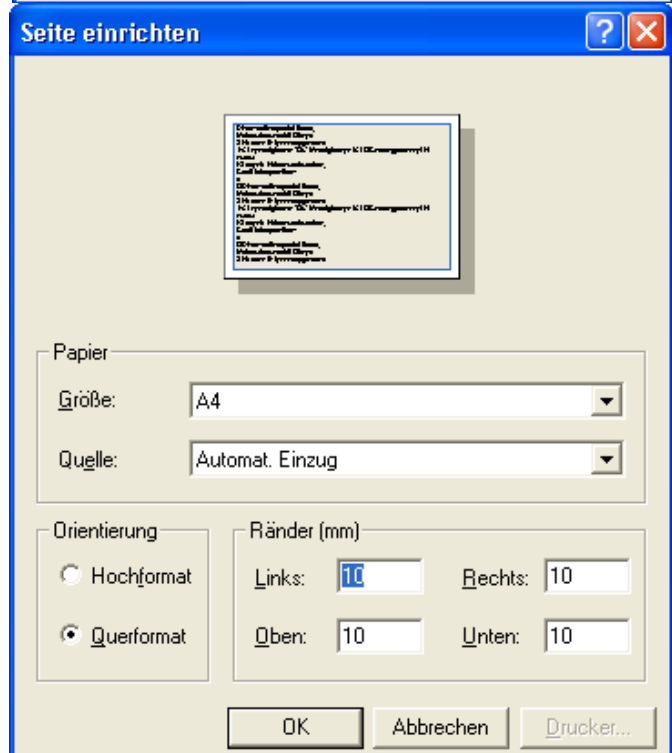 Seite einrichten
Papier
Größe: A4
Quelle: Automat. Einzug
Orientierung
Hochformat
Querformat
Ränder (mm)
Links: 10 Rechts: 10
Oben: 10 Unten: 10
OK Abbrechen Drucker...